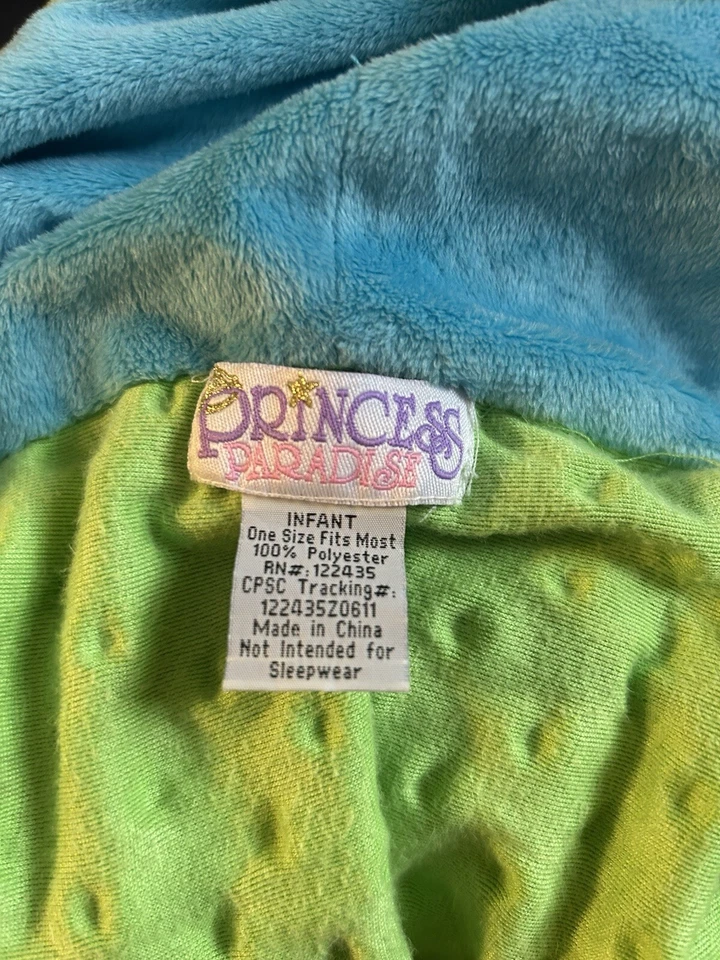 PRINCESS
PARADISE
INFANT
One Size Fits Most
100% Polyester
RN#: 122435
CPSC Tracking#:
122435Z0611
Made in China
Not Intended for
Sleepwear